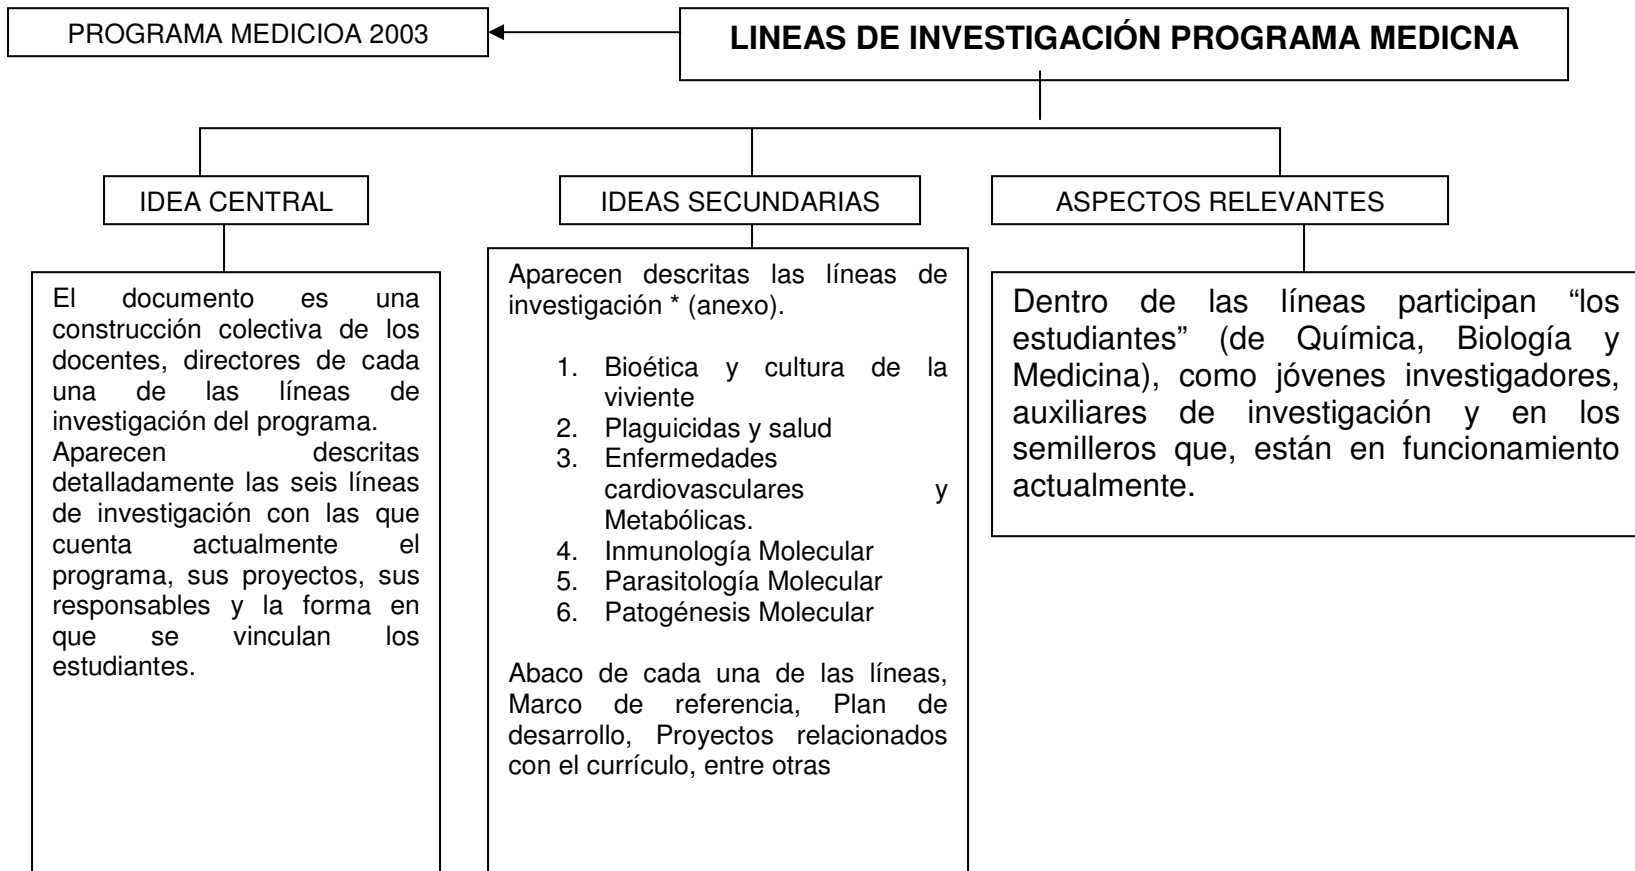 PROGRAMA MEDICIOA 2003
LINEAS DE INVESTIGACIÓN PROGRAMA MEDICNA
IDEA CENTRAL
El documento es una
construcción colectiva de los
docentes, directores de cada
una de las líneas de
investigación del programa.
Aparecen descritas
detalladamente las seis líneas
de investigación con las que
cuenta actualmente el
programa, sus proyectos, sus
responsables y la forma en
que se vinculan los
estudiantes.
IDEAS SECUNDARIAS
Aparecen descritas las líneas de
investigación * (anexo).
1. Bioética y cultura de la
viviente
2. Plaguicidas y salud
3. Enfermedades
cardiovasculares y
Metabólicas.
4. Inmunología Molecular
5. Parasitología Molecular
6. Patogénesis Molecular
Abaco de cada una de las líneas,
Marco de referencia, Plan de
desarrollo, Proyectos relacionados
con el currículo, entre otras
ASPECTOS RELEVANTES
Dentro de las líneas participan “los
estudiantes” (de Química, Biología y
Medicina), como jóvenes investigadores,
auxiliares de investigación y en los
semilleros que, están en funcionamiento
actualmente.